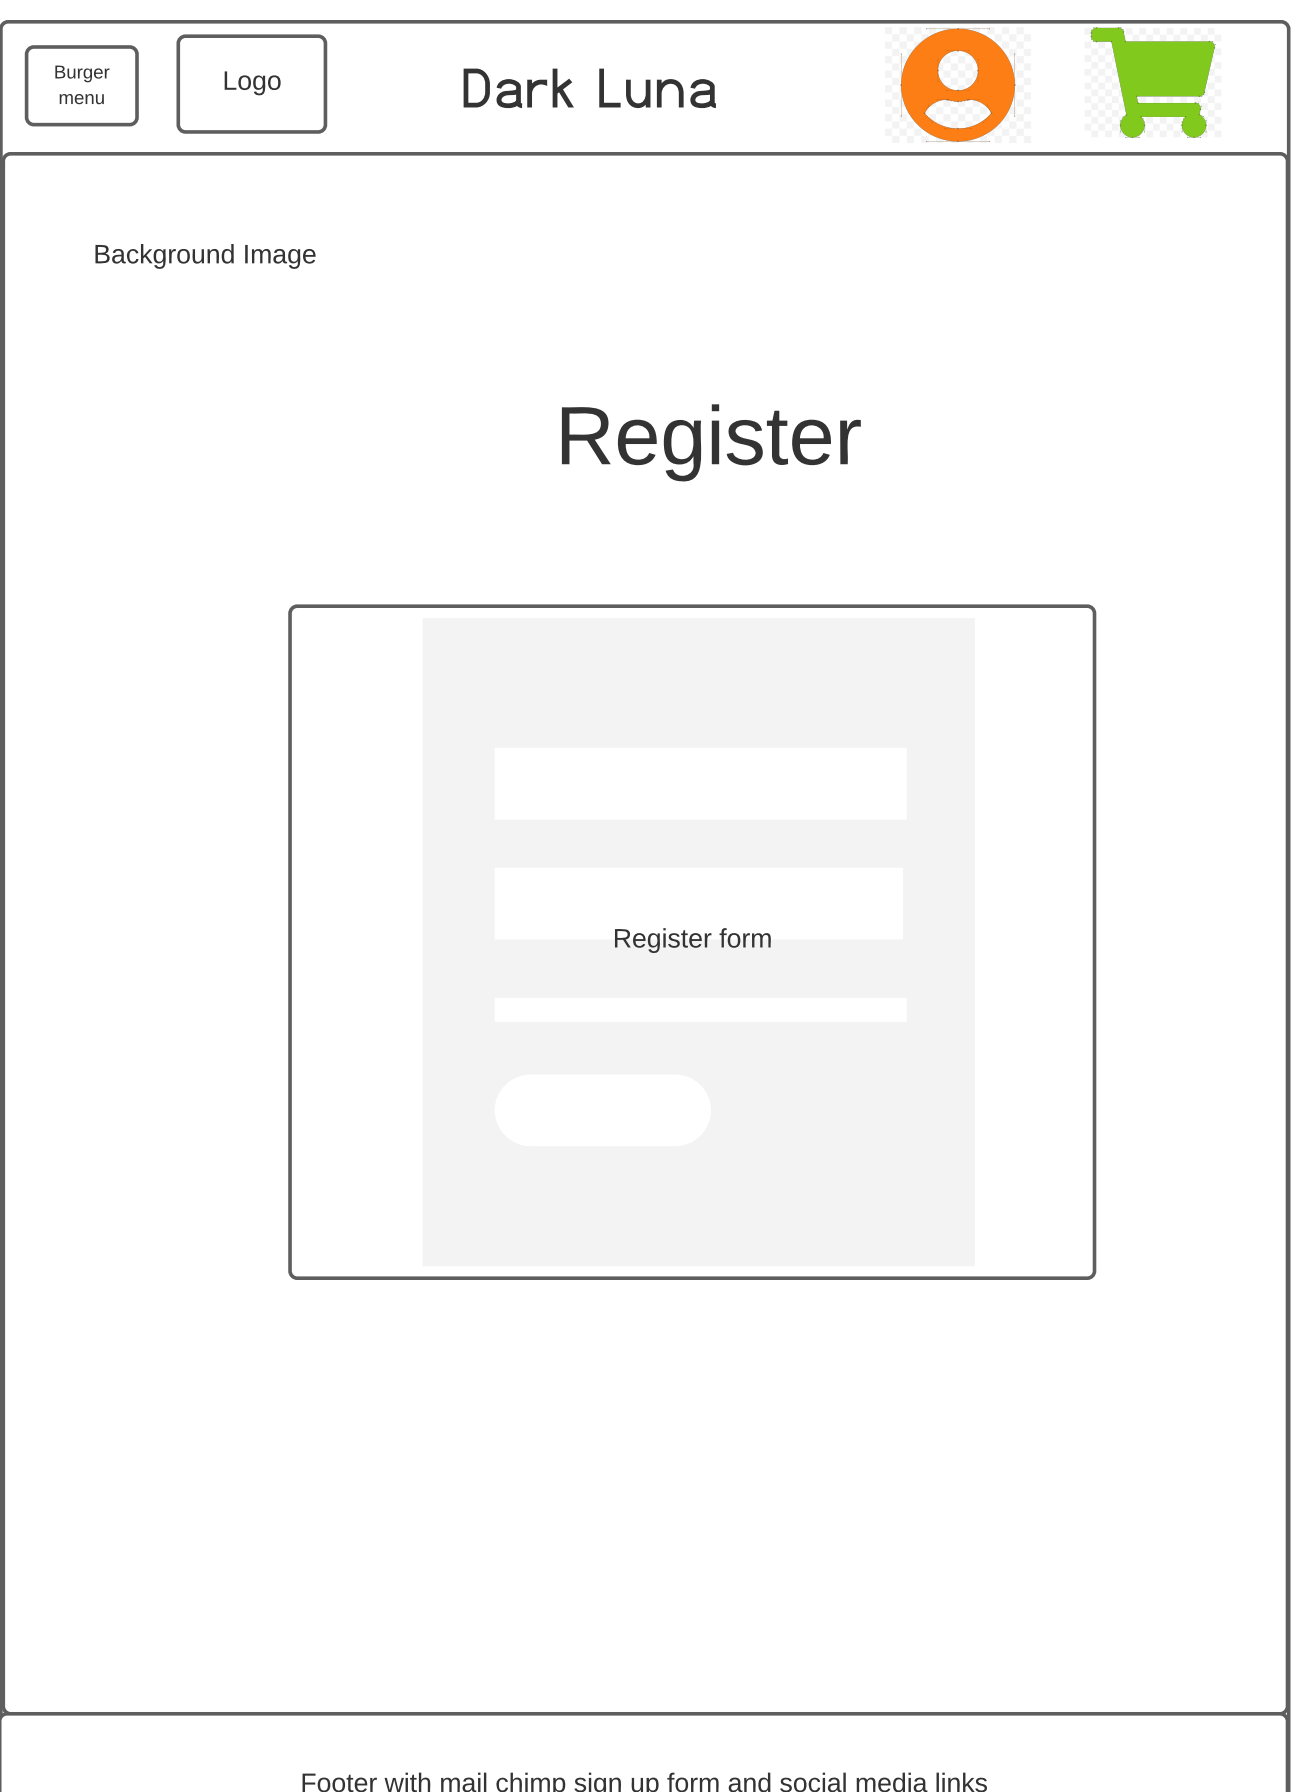 Burger
menu
Logo
Dark Luna
Background Image
Register
Register form
Footer with mail chimp sign up form and social media links